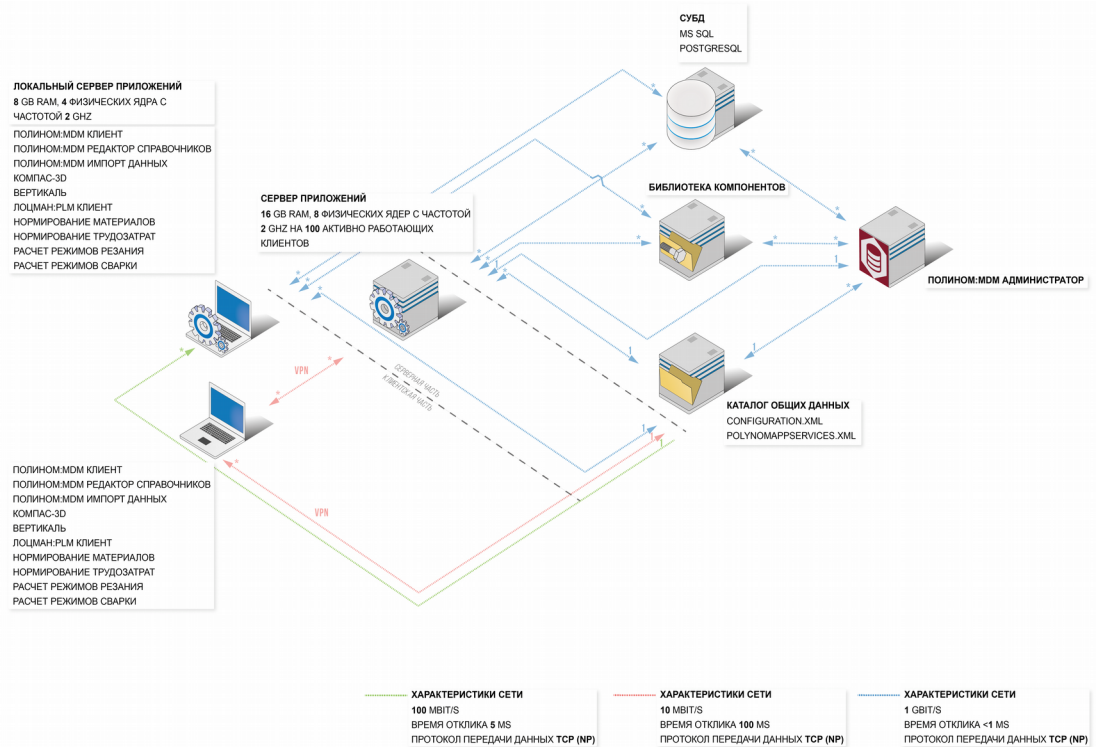 СУБД
MS SQL
POSTGRESQL
ЛОКАЛЬНЫЙ СЕРВЕР ПРИЛОЖЕНИЙ
8 GB RAM, 4 ФИЗИЧЕСКИХ ЯДРА С
ЧАСТОТОЙ 2 GHZ
ПОЛИНОМ:MDM КЛИЕНТ
ПОЛИНОМ:MDM РЕДАКТОР СПРАВОЧНИКОВ
ПОЛИНОМ:MDM ИМПОРТ ДАННЫХ
КОМПАС-3D
ВЕРТИКАЛЬ
ЛОЦМАН:PLM КЛИЕНТ
НОРМИРОВАНИЕ МАТЕРИАЛОВ
НОРМИРОВАНИЕ ТРУДОЗАТРАТ
РАСЧЕТ РЕЖИМОВ РЕЗАНИЯ
РАСЧЕТ РЕЖИМОВ СВАРКИ
СЕРВЕР ПРИЛОЖЕНИЙ
16 GB RAM, 8 ФИЗИЧЕСКИХ ЯДЕР С ЧАСТОТОЙ
2 GHZ НА 100 АКТИВНО РАБОТАЮЩИХ
КЛИЕНТОВ
БИБЛИОТЕКА КОМПОНЕНТОВ
ПОЛИНОМ:MDM АДМИНИСТРАТОР
VPN
СЕРВЕРНАЯ ЧАСТЬ
КЛИЕНТСКАЯ ЧАСТЬ
КАТАЛОГ ОБЩИХ ДАННЫХ
CONFIGURATION.XML
POLYNOMAPPSERVICES.XML
1
1
1
1
1
1
1
ПОЛИНОМ:MDM КЛИЕНТ
ПОЛИНОМ:MDM РЕДАКТОР СПРАВОЧНИКОВ
ПОЛИНОМ:MDM ИМПОРТ ДАННЫХ
КОМПАС-3D
ВЕРТИКАЛЬ
ЛОЦМАН:PLM КЛИЕНТ
НОРМИРОВАНИЕ МАТЕРИАЛОВ
НОРМИРОВАНИЕ ТРУДОЗАТРАТ
РАСЧЕТ РЕЖИМОВ РЕЗАНИЯ
РАСЧЕТ РЕЖИМОВ СВАРКИ
VPN
ХАРАКТЕРИСТИКИ СЕТИ
100 MBIT/S
ВРЕМЯ ОТКЛИКА 5 MS
ПРОТОКОЛ ПЕРЕДАЧИ ДАННЫХ TCP (NP)
ХАРАКТЕРИСТИКИ СЕТИ
10 MBIT/S
ВРЕМЯ ОТКЛИКА 100 MS
ПРОТОКОЛ ПЕРЕДАЧИ ДАННЫХ TCP (NP)
ХАРАКТЕРИСТИКИ СЕТИ
1 GBIT/S
ВРЕМЯ ОТКЛИКА <1 MS
ПРОТОКОЛ ПЕРЕДАЧИ ДАННЫХ TCP (NP)